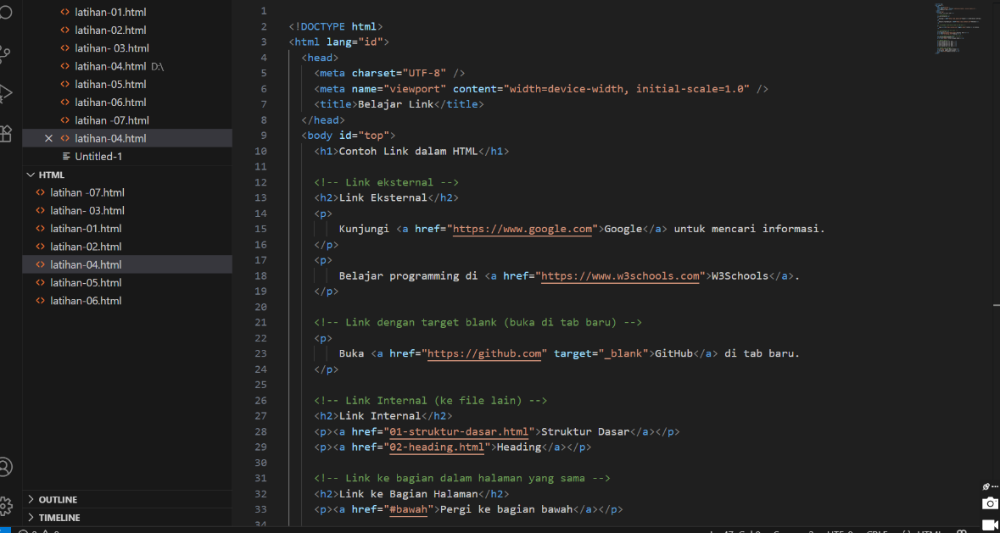 latihan-01.html
latihan-02.html
latihan- 03.html
latihan-04.html D:\
latihan-05.html
latihan-06.html
latihan -07.html
latihan-04.html
Untitled-1
HTML
latihan -07.html
latihan- 03.html
latihan-01.html
latihan-02.html
latihan-04.html
latihan-05.html
latihan-06.html
OUTLINE
TIMELINE
1
2 <!DOCTYPE html>
3 <html lang="id">
4 <head>
5 <meta charset="UTF-8" />
6 <meta name="viewport" content="width=device-width, initial-scale=1.0" />
7 <title>Belajar Link</title>
8 </head>
9 <body id="top">
10 <h1>Contoh Link dalam HTML</h1>
11
12 <!-- Link eksternal -->
13 <h2>Link Eksternal</h2>
14 <p>
15 Kunjungi <a href="https://www.google.com">Google</a> untuk mencari informasi.
16 </p>
17 <p>
18 Belajar programming di <a href="https://www.w3schools.com">W3Schools</a>.
19 </p>
20
21 <!-- Link dengan target blank (buka di tab baru) -->
22 <p>
23 Buka <a href="https://github.com" target="_blank">GitHub</a> di tab baru.
24 </p>
25
26 <!-- Link Internal (ke file lain) -->
27 <h2>Link Internal</h2>
28 <p><a href="01-struktur-dasar.html">Struktur Dasar</a></p>
29 <p><a href="02-heading.html">Heading</a></p>
30
31 <!-- Link ke bagian dalam halaman yang sama -->
32 <h2>Link ke Bagian Halaman</h2>
33 <p><a href="#bawah">Pergi ke bagian bawah</a></p>
34